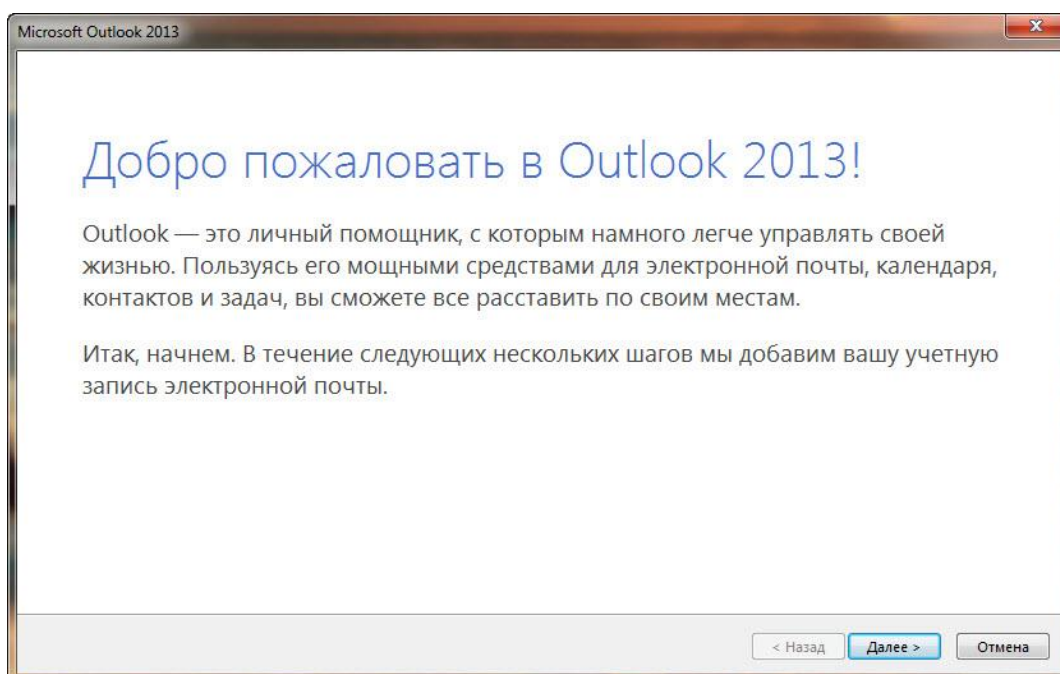 Microsoft Outlook 2013
Добро пожаловать в Outlook 2013!
Outlook — это личный помощник, с которым намного легче управлять своей
жизнью. Пользуясь его мощными средствами для электронной почты, календаря,
контактов и задач, вы сможете все расставить по своим местам.
Итак, начнем. В течение следующих нескольких шагов мы добавим вашу учетную
запись электронной почты.
< Назад Далее > Отмена